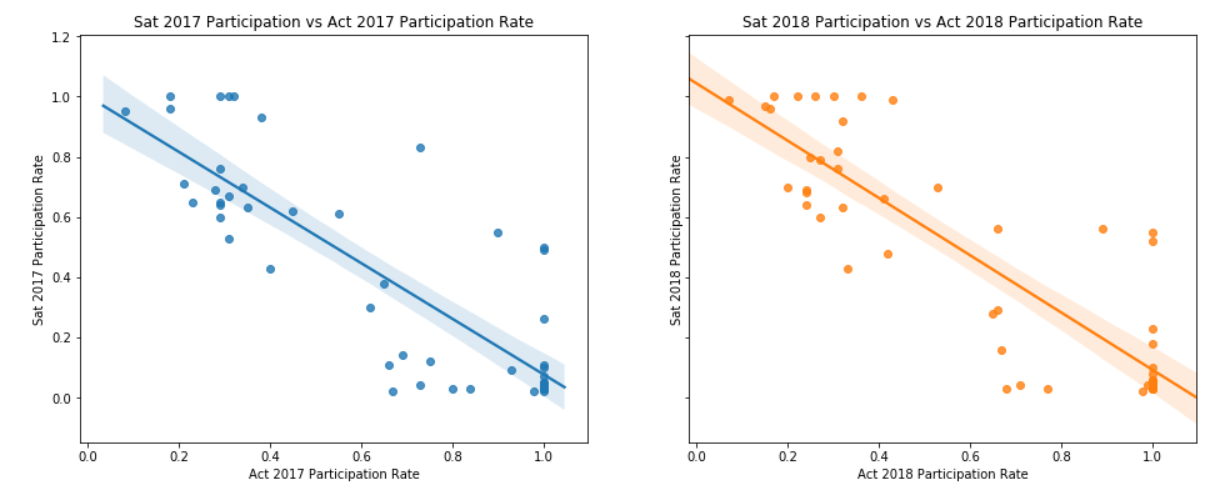 Sat 2017 Participation vs Act 2017 Participation Rate
1.2
1.0
0.8
0.6
0.4
0.2
0.0
Sat 2017 Participation Rate
0.0 0.2 0.4 0.6 0.8 1.0
Act 2017 Participation Rate
Sat 2018 Participation vs Act 2018 Participation Rate
Sat 2018 Participation Rate
0.0 0.2 0.4 0.6 0.8 1.0
Act 2018 Participation Rate